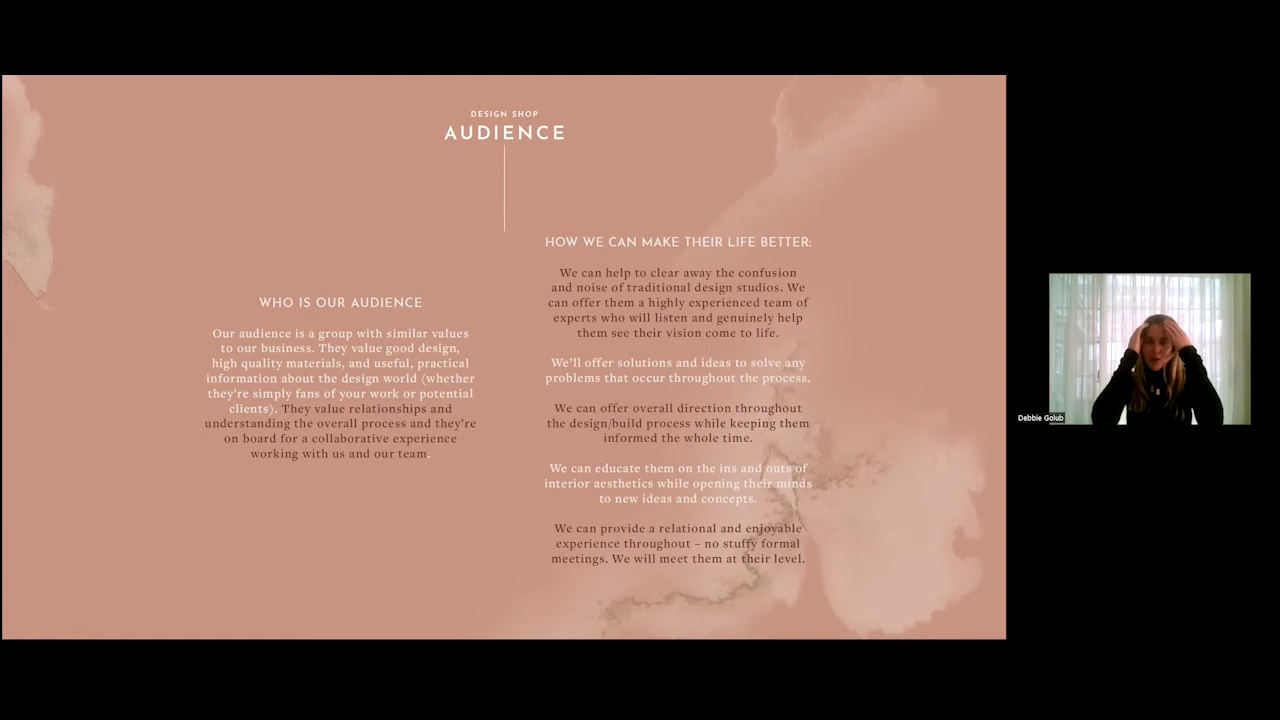 DESIGN SHOP
AUDIENCE
WHO IS OUR AUDIENCE
Our audience is a group with similar values
to our business. They value good design,
high quality materials, and useful, practical
information about the design world (whether
they're simply fans of your work or potential
clients). They value relationships and
understanding the overall process and they're
on board for a collaborative experience
working with us and our team.
HOW WE CAN MAKE THEIR LIFE BETTER:
We can help to clear away the confusion
and noise of traditional design studios. We
can offer them a highly experienced team of
experts who will listen and genuinely help
them see their vision come to life.
We'll offer solutions and ideas to solve any
problems that occur throughout the process.
We can offer overall direction throughout
the design/build process while keeping them
informed the whole time.
We can educate them on the ins and outs of
interior aesthetics while opening their minds
to new ideas and concepts.
We can provide a relational and enjoyable
experience throughout – no stuffy formal
meetings. We will meet them at their level.
Debbie Golub